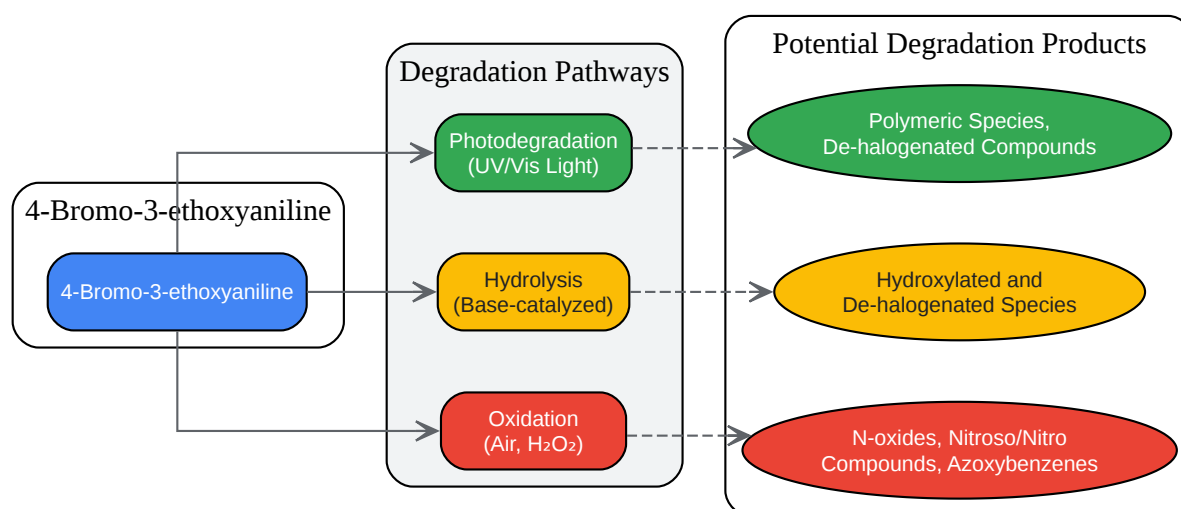 Potential Degradation Products
Degradation Pathways
Photodegradation
(UV/Vis Light)
Polymeric Species,
De-halogenated Compounds
4-Bromo-3-ethoxyaniline
4-Bromo-3-ethoxyaniline
Hydrolysis
(Base-catalyzed)
Hydroxylated and
De-halogenated Species
Oxidation
(Air, H₂O₂)
N-oxides, Nitroso/Nitro
Compounds, Azoxybenzenes